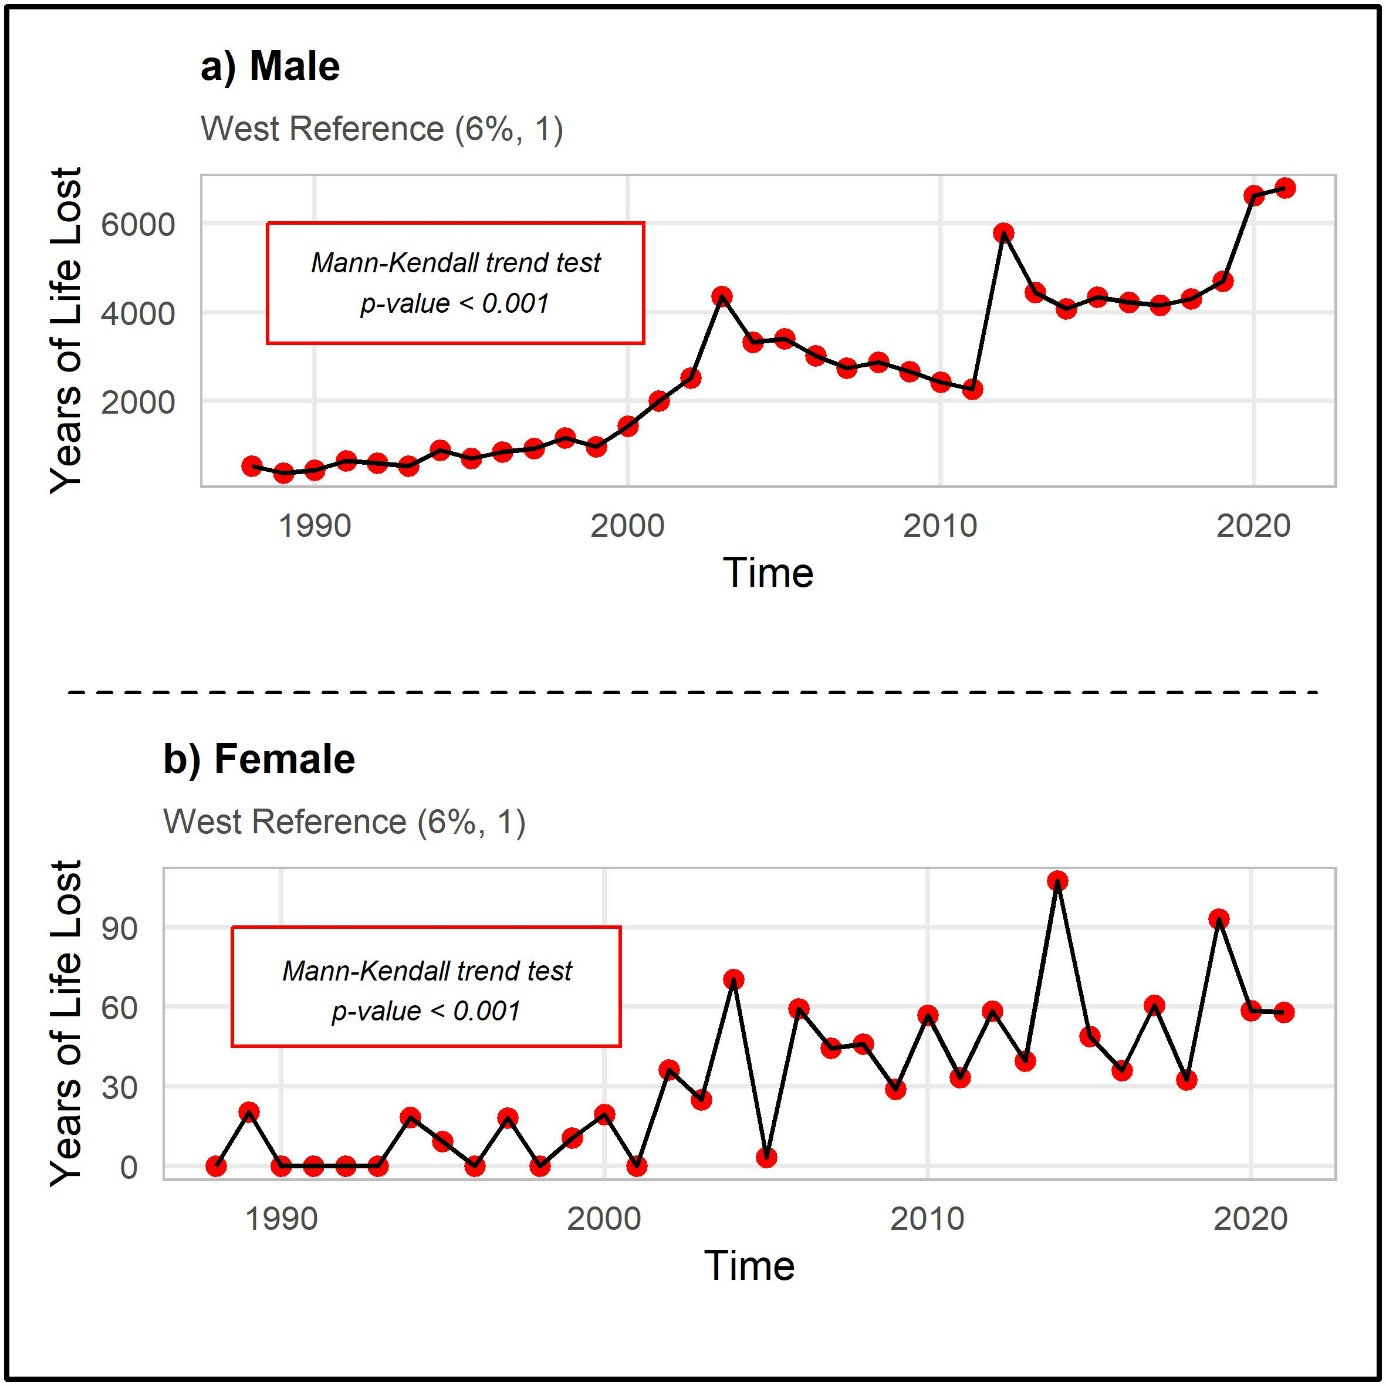 a) Male
West Reference (6%, 1)
Years of Life Lost
6000
4000
2000
Mann-Kendall trend test
p-value < 0.001
1990 2000 2010 2020
Time
b) Female
West Reference (6%, 1)
Years of Life Lost
90
60
30
0
Mann-Kendall trend test
p-value < 0.001
1990 2000 2010 2020
Time